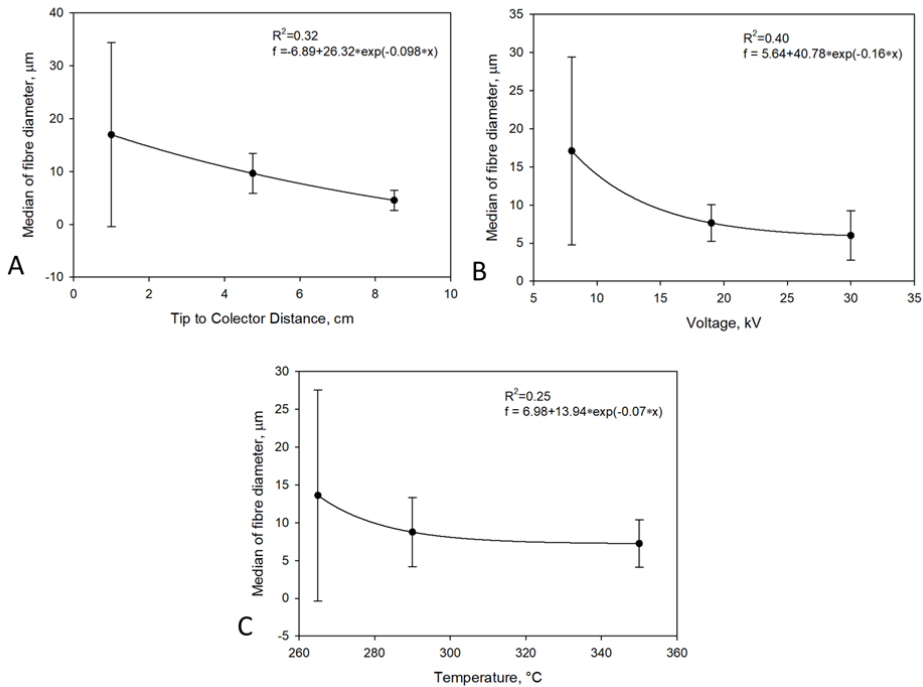 R²=0.32
f =-6.89+26.32*exp(-0.098*x)
Median of fibre diameter, μm
40
30
20
10
0
-10
0 2 4 6 8 10
Tip to Colector Distance, cm
A
R²=0.40
f = 5.64+40.78*exp(-0.16*x)
Median of fibre diameter, μm
35
30
25
20
15
10
5
0
5 10 15 20 25 30 35
Voltage, kV
B
R²=0.25
f = 6.98+13.94*exp(-0.07*x)
Median of fibre diameter, μm
30
25
20
15
10
5
0
-5
260 280 300 320 340 360
Temperature, °C
C